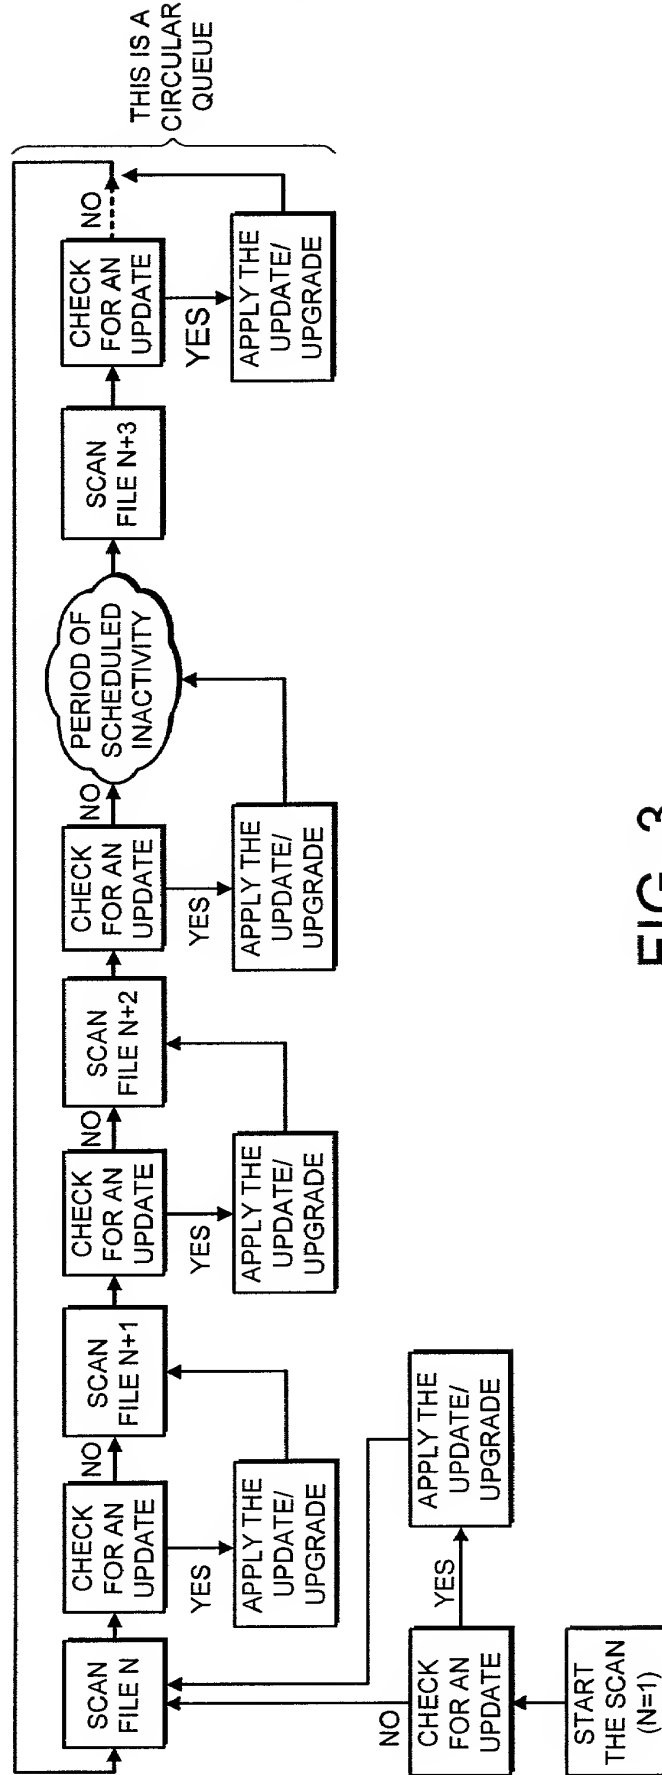 START
THE SCAN
(N=1)
CHECK
FOR AN
UPDATE
NO
YES
APPLY THE
UPDATE/
UPGRADE
SCAN
FILE N
CHECK
FOR AN
UPDATE
NO
YES
APPLY THE
UPDATE/
UPGRADE
SCAN
FILE N+1
CHECK
FOR AN
UPDATE
NO
YES
APPLY THE
UPDATE/
UPGRADE
SCAN
FILE N+2
CHECK
FOR AN
UPDATE
NO
YES
APPLY THE
UPDATE/
UPGRADE
PERIOD OF
SCHEDULED
INACTIVITY
SCAN
FILE N+3
CHECK
FOR AN
UPDATE
NO
YES
APPLY THE
UPDATE/
UPGRADE
THIS IS A
CIRCULAR
QUEUE
FIG. 3